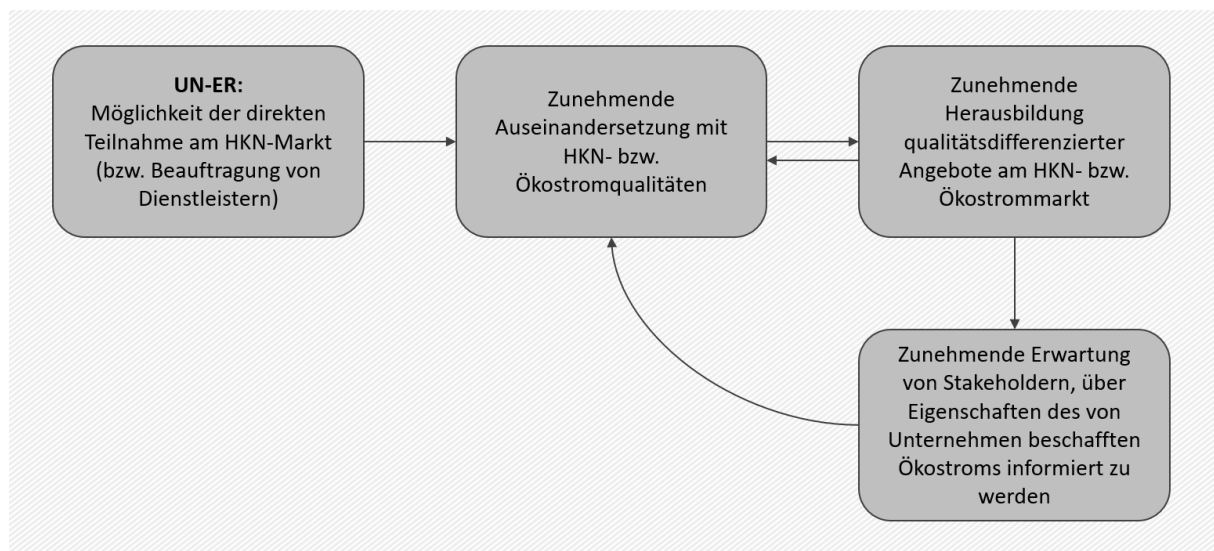 UN-ER:
Möglichkeit der direkten
Teilnahme am HKN-Markt
(bzw. Beauftragung von
Dienstleistern)
Zunehmende
Auseinandersetzung mit
HKN- bzw.
Ökostromqualitäten
Zunehmende
Herausbildung
qualitätsdifferenzierter
Angebote am HKN- bzw.
Ökostrommarkt
Zunehmende Erwartung
von Stakeholdern, über
Eigenschaften des von
Unternehmen beschafften
Ökostroms informiert zu
werden